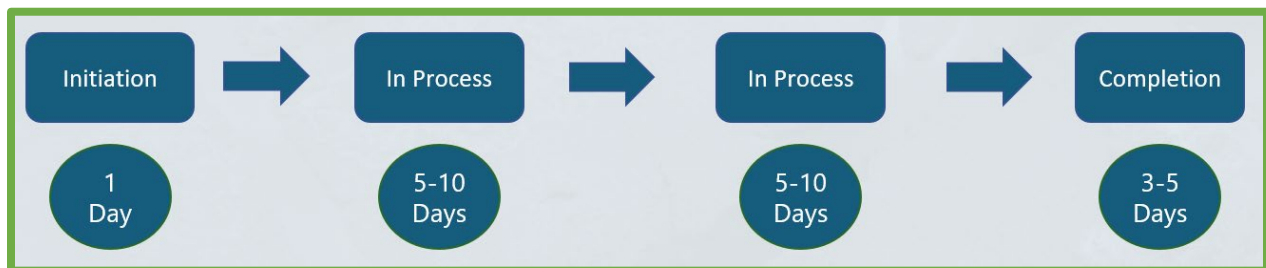 Initiation
In Process
In Process
Completion
1
Day
5-10
Days
5-10
Days
3-5
Days